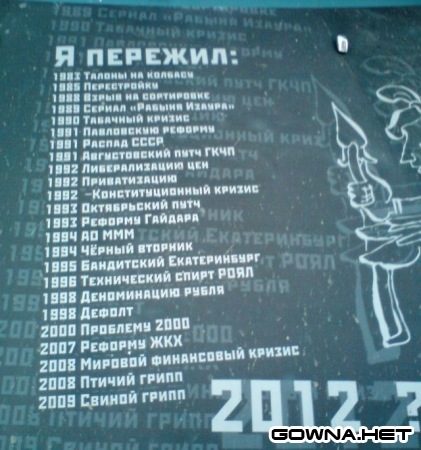 Я пережил:
1983 Талоны на колбасу
1985 Перестройку
1988 Взрыв на сортировке
1989 Сериал «Рабыня Изаура»
1990 Табачный кризис
1991 Павловскую реформу
1991 Распад СССР
1991 Августовский путч ГКЧП
1992 Либерализацию цен
1992 Приватизацию
1992 -Конституционный кризис
1993 Октябрьский путч
1993 Реформу Гайдара
1994 АО МММ
1994 Чёрный вторник
1995 Бандитский Екатеринбург
1996 Технический спирт РОЯЛ
1998 Деноминацию рубля
1998 Дефолт
2000 Проблему 2000
2007 Реформу ЖКХ
2008 Мировой финансовый кризис
2008 Птичий грипп
2009 Свиной грипп
2012 ?
GOWNA.НЕТ